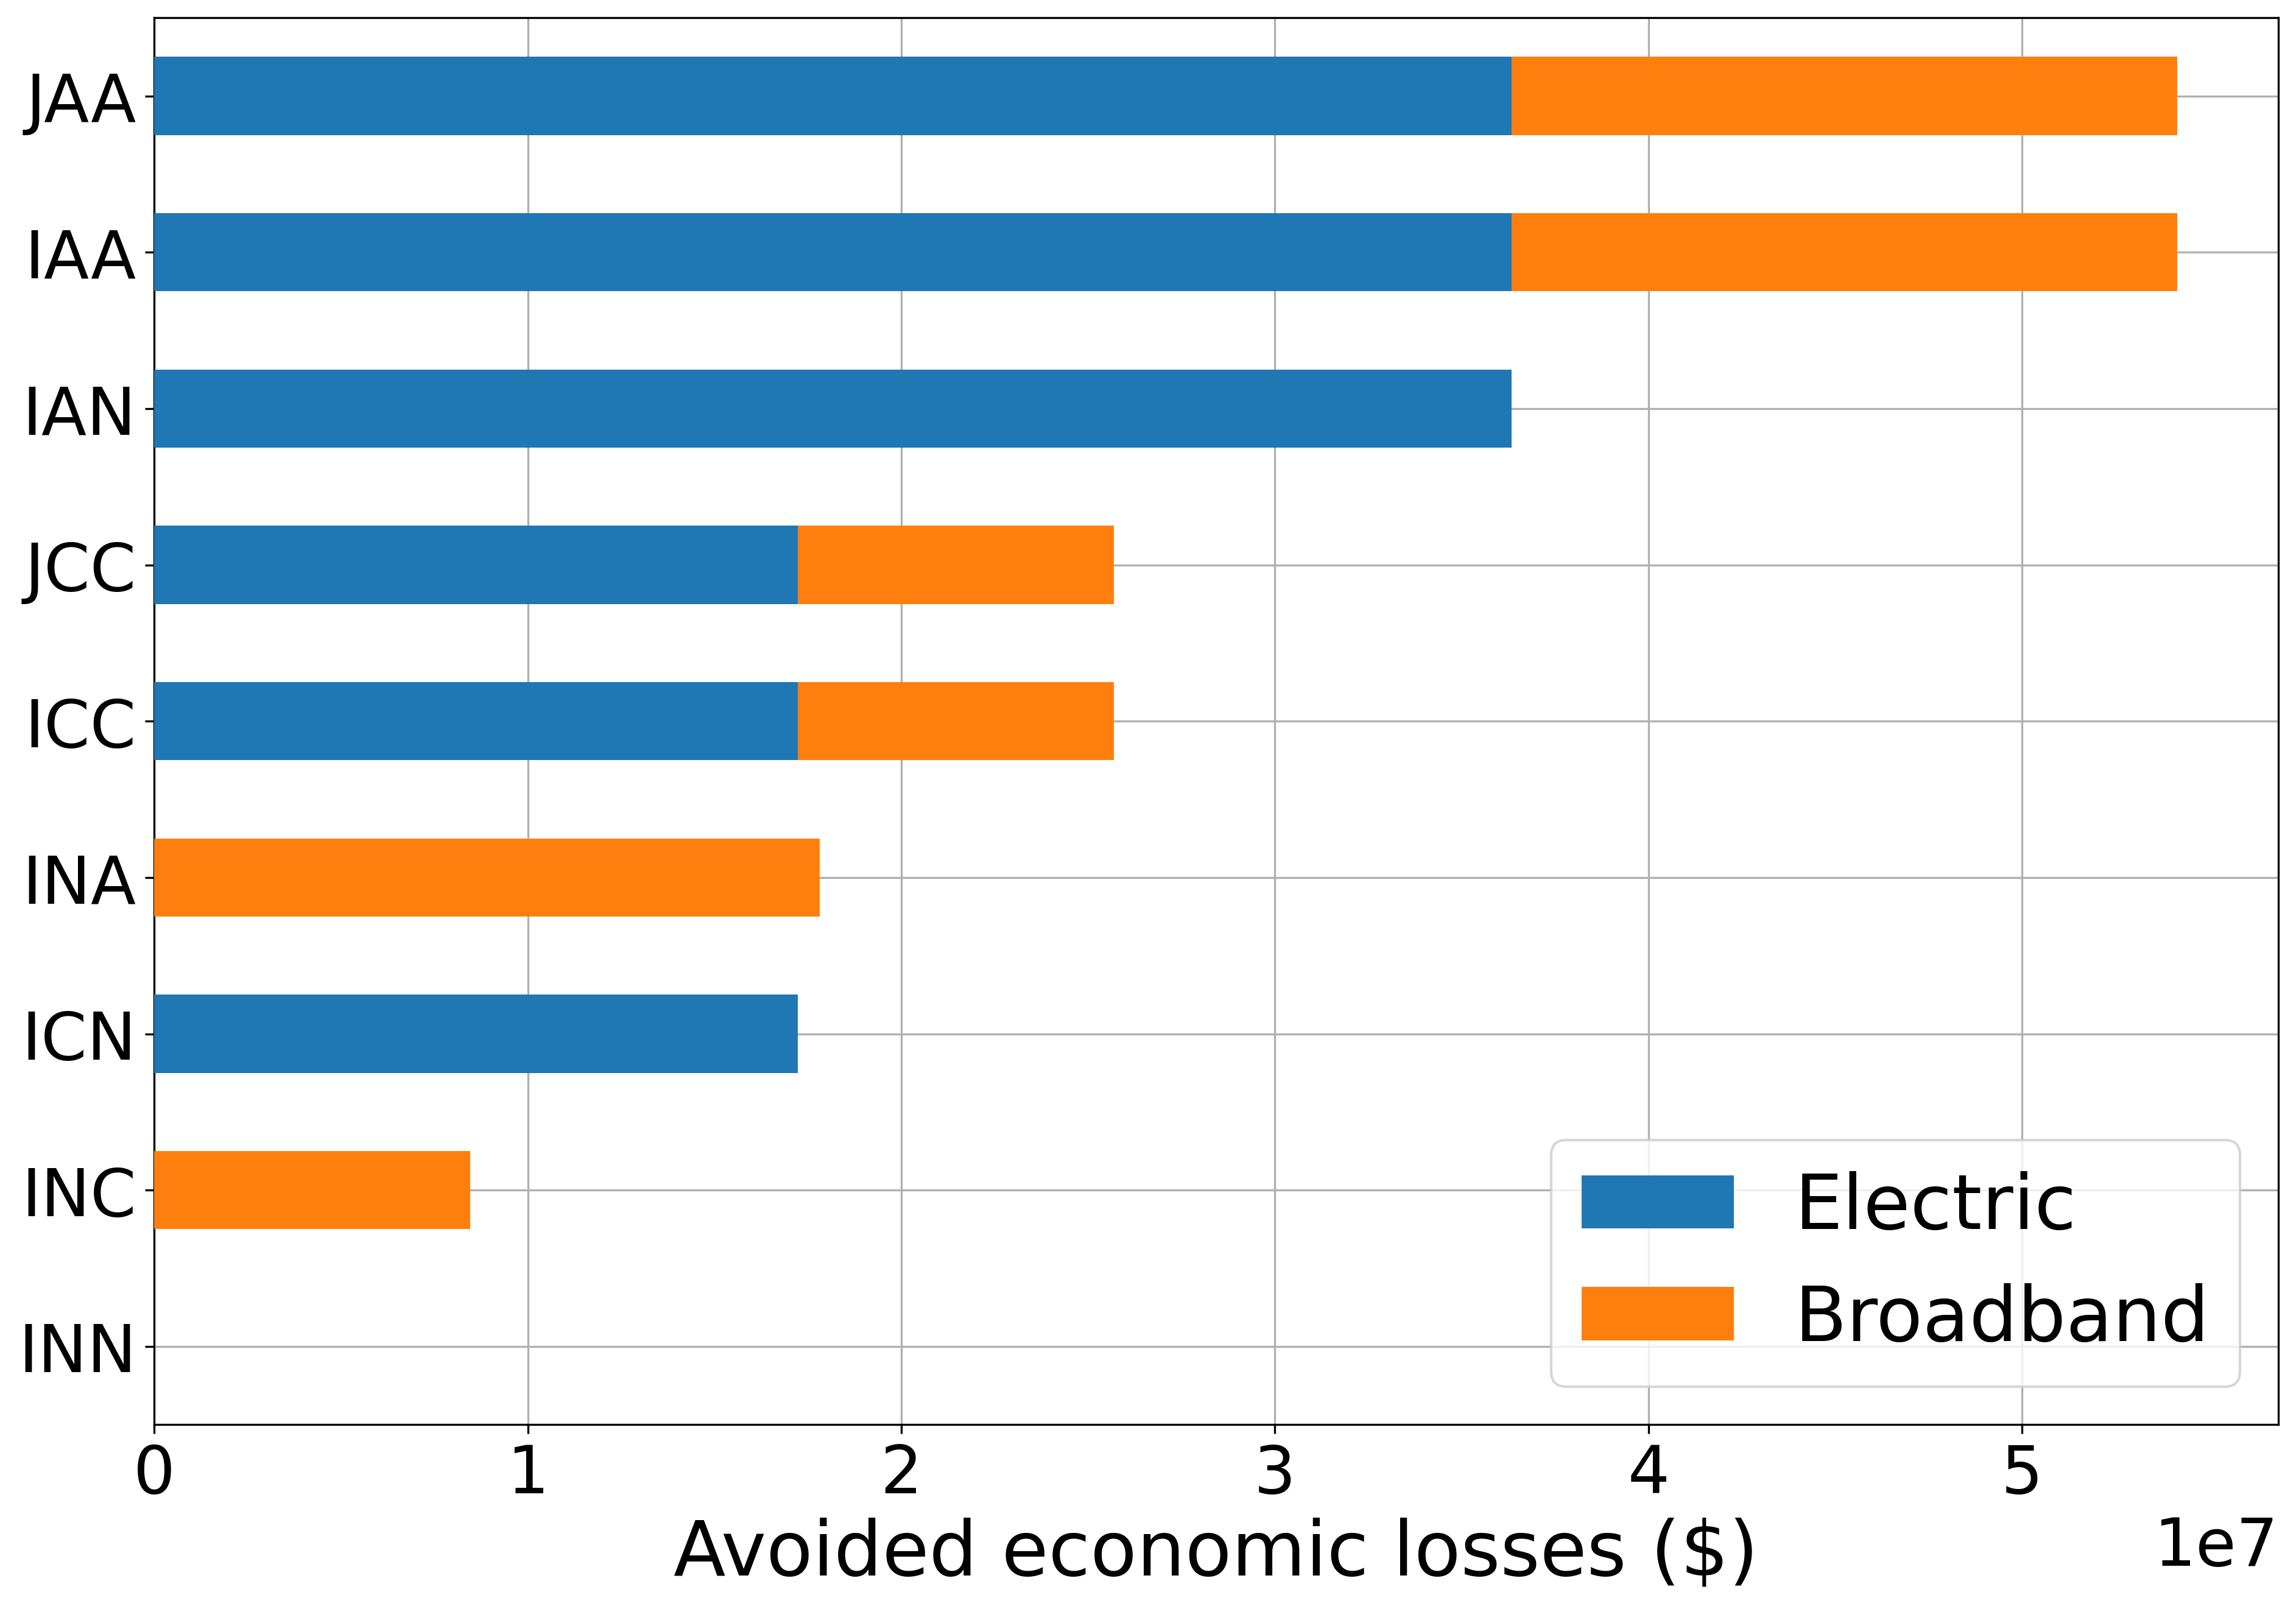 JAA
IAA
IAN
JCC
ICC
INA
ICN
INC
INN
Electric
Broadband
0 1 2 3 4 5
Avoided economic losses ($)
1e7